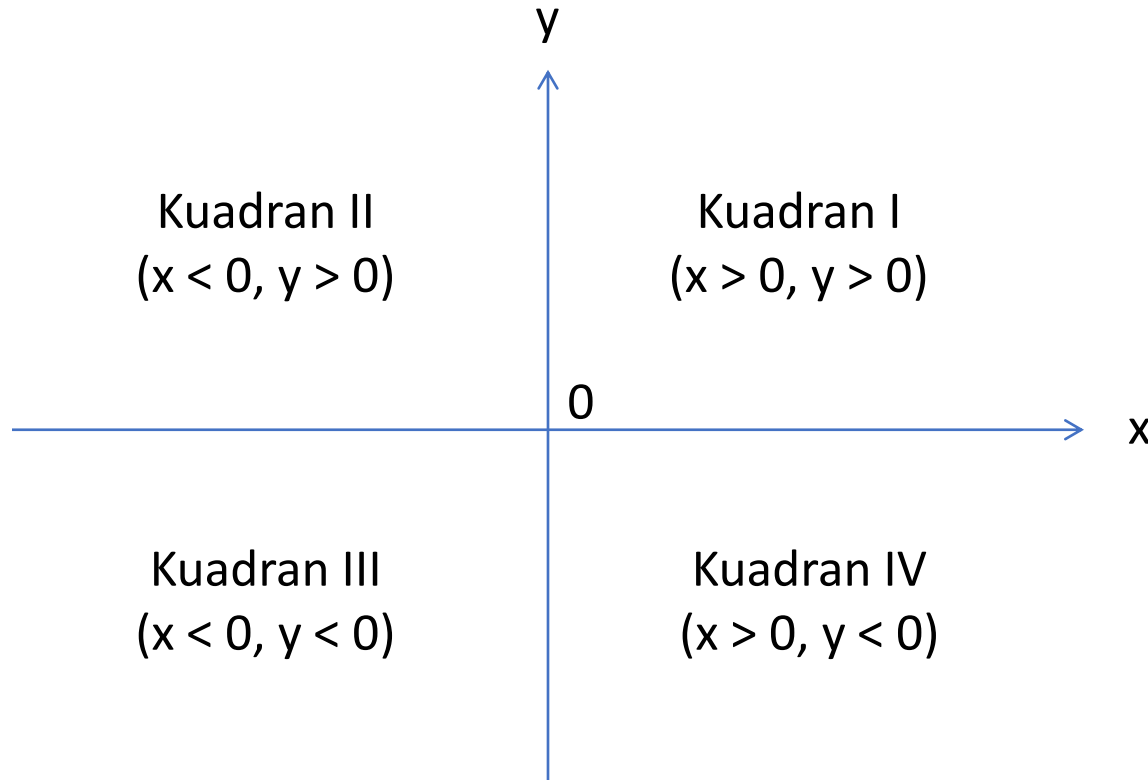 y
Kuadran II
(x < 0, y > 0)
Kuadran I
(x > 0, y > 0)
0
x
Kuadran III
(x < 0, y < 0)
Kuadran IV
(x > 0, y < 0)